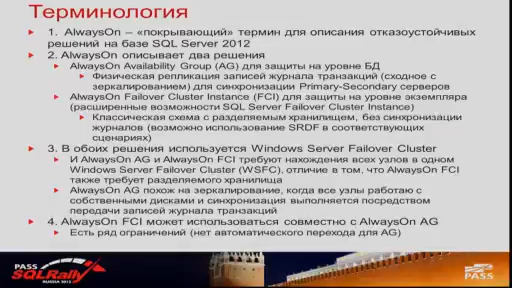 Терминология
1. AlwaysOn – «покрывающий» термин для описания отказоустойчивых
решений на базе SQL Server 2012
2. AlwaysOn описывает два решения
AlwaysOn Availability Group (AG) для защиты на уровне БД
Физическая репликация записей журнала транзакций (сходное с
зеркалированием) для синхронизации Primary-Secondary серверов
AlwaysOn Failover Cluster Instance (FCI) для защиты на уровне экземпляра
(расширенные возможности SQL Server Failover Cluster Instance)
Классическая схема с разделяемым хранилищем, без синхронизации
журналов (возможно использование SRDF в соответствующих
сценариях)
3. В обоих решения используется Windows Server Failover Cluster
И AlwaysOn AG и AlwaysOn FCI требуют нахождения всех узлов в одном
Windows Server Failover Cluster (WSFC), отличие в том, что AlwaysOn FCI
также требует разделяемого хранилища
AlwaysOn AG похож на зеркалирование, когда все узлы работаю с
собственными дисками и синхронизация выполняется посредством
передачи записей журнала транзакций
4. AlwaysOn FCI может использоваться совместно с AlwaysOn AG
Есть ряд ограничений (нет автоматического перехода для AG)
PASS
SQLRally
RUSSIA 2012
PASS